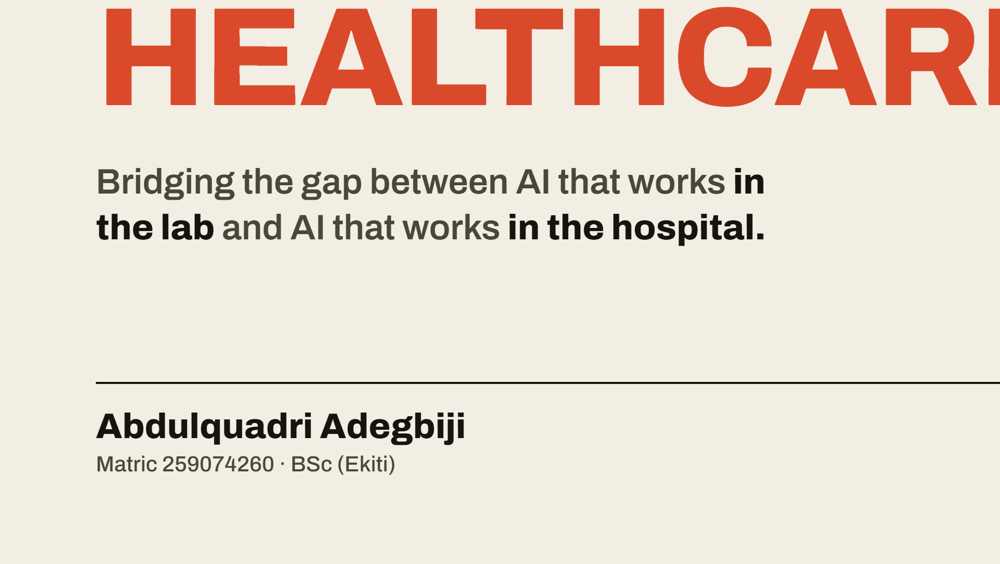 HEALTHCARE
Bridging the gap between AI that works in
the lab and AI that works in the hospital.
Abdulquadri Adegbiji
Matric 259074260 · BSc (Ekiti)